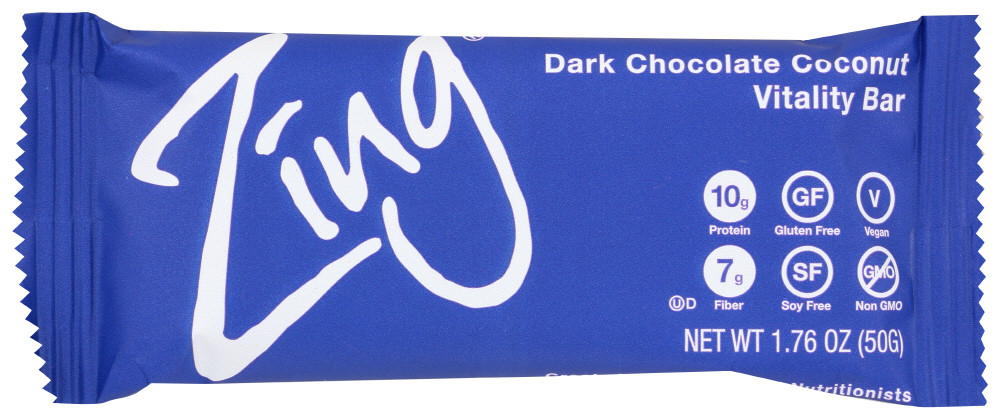 Zing®
Dark Chocolate Coconut
Vitality Bar
10g
Protein
GF
Gluten Free
V
Vegan
7g
Fiber
SF
Soy Free
GMO
Non GMO
UD
NET WT 1.76 OZ (50G)
Nutritionists